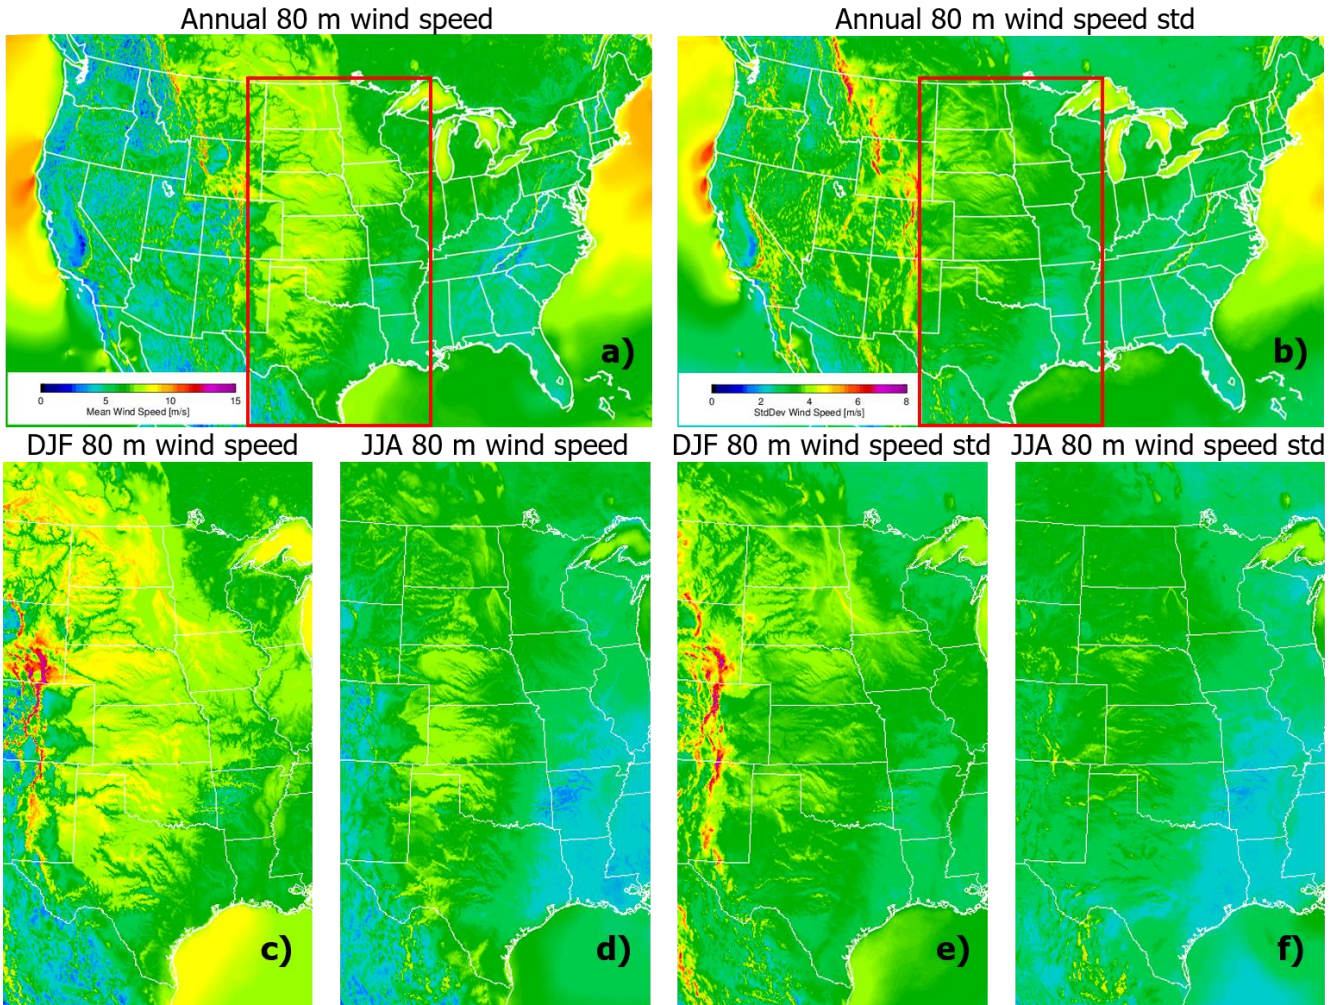 Annual 80 m wind speed
Annual 80 m wind speed std
a)
b)
0 5 10 15
Mean Wind Speed [m/s]
0 2 4 6 8
StdDev Wind Speed [m/s]
DJF 80 m wind speed
JJA 80 m wind speed
DJF 80 m wind speed std
JJA 80 m wind speed std
c)
d)
e)
f)